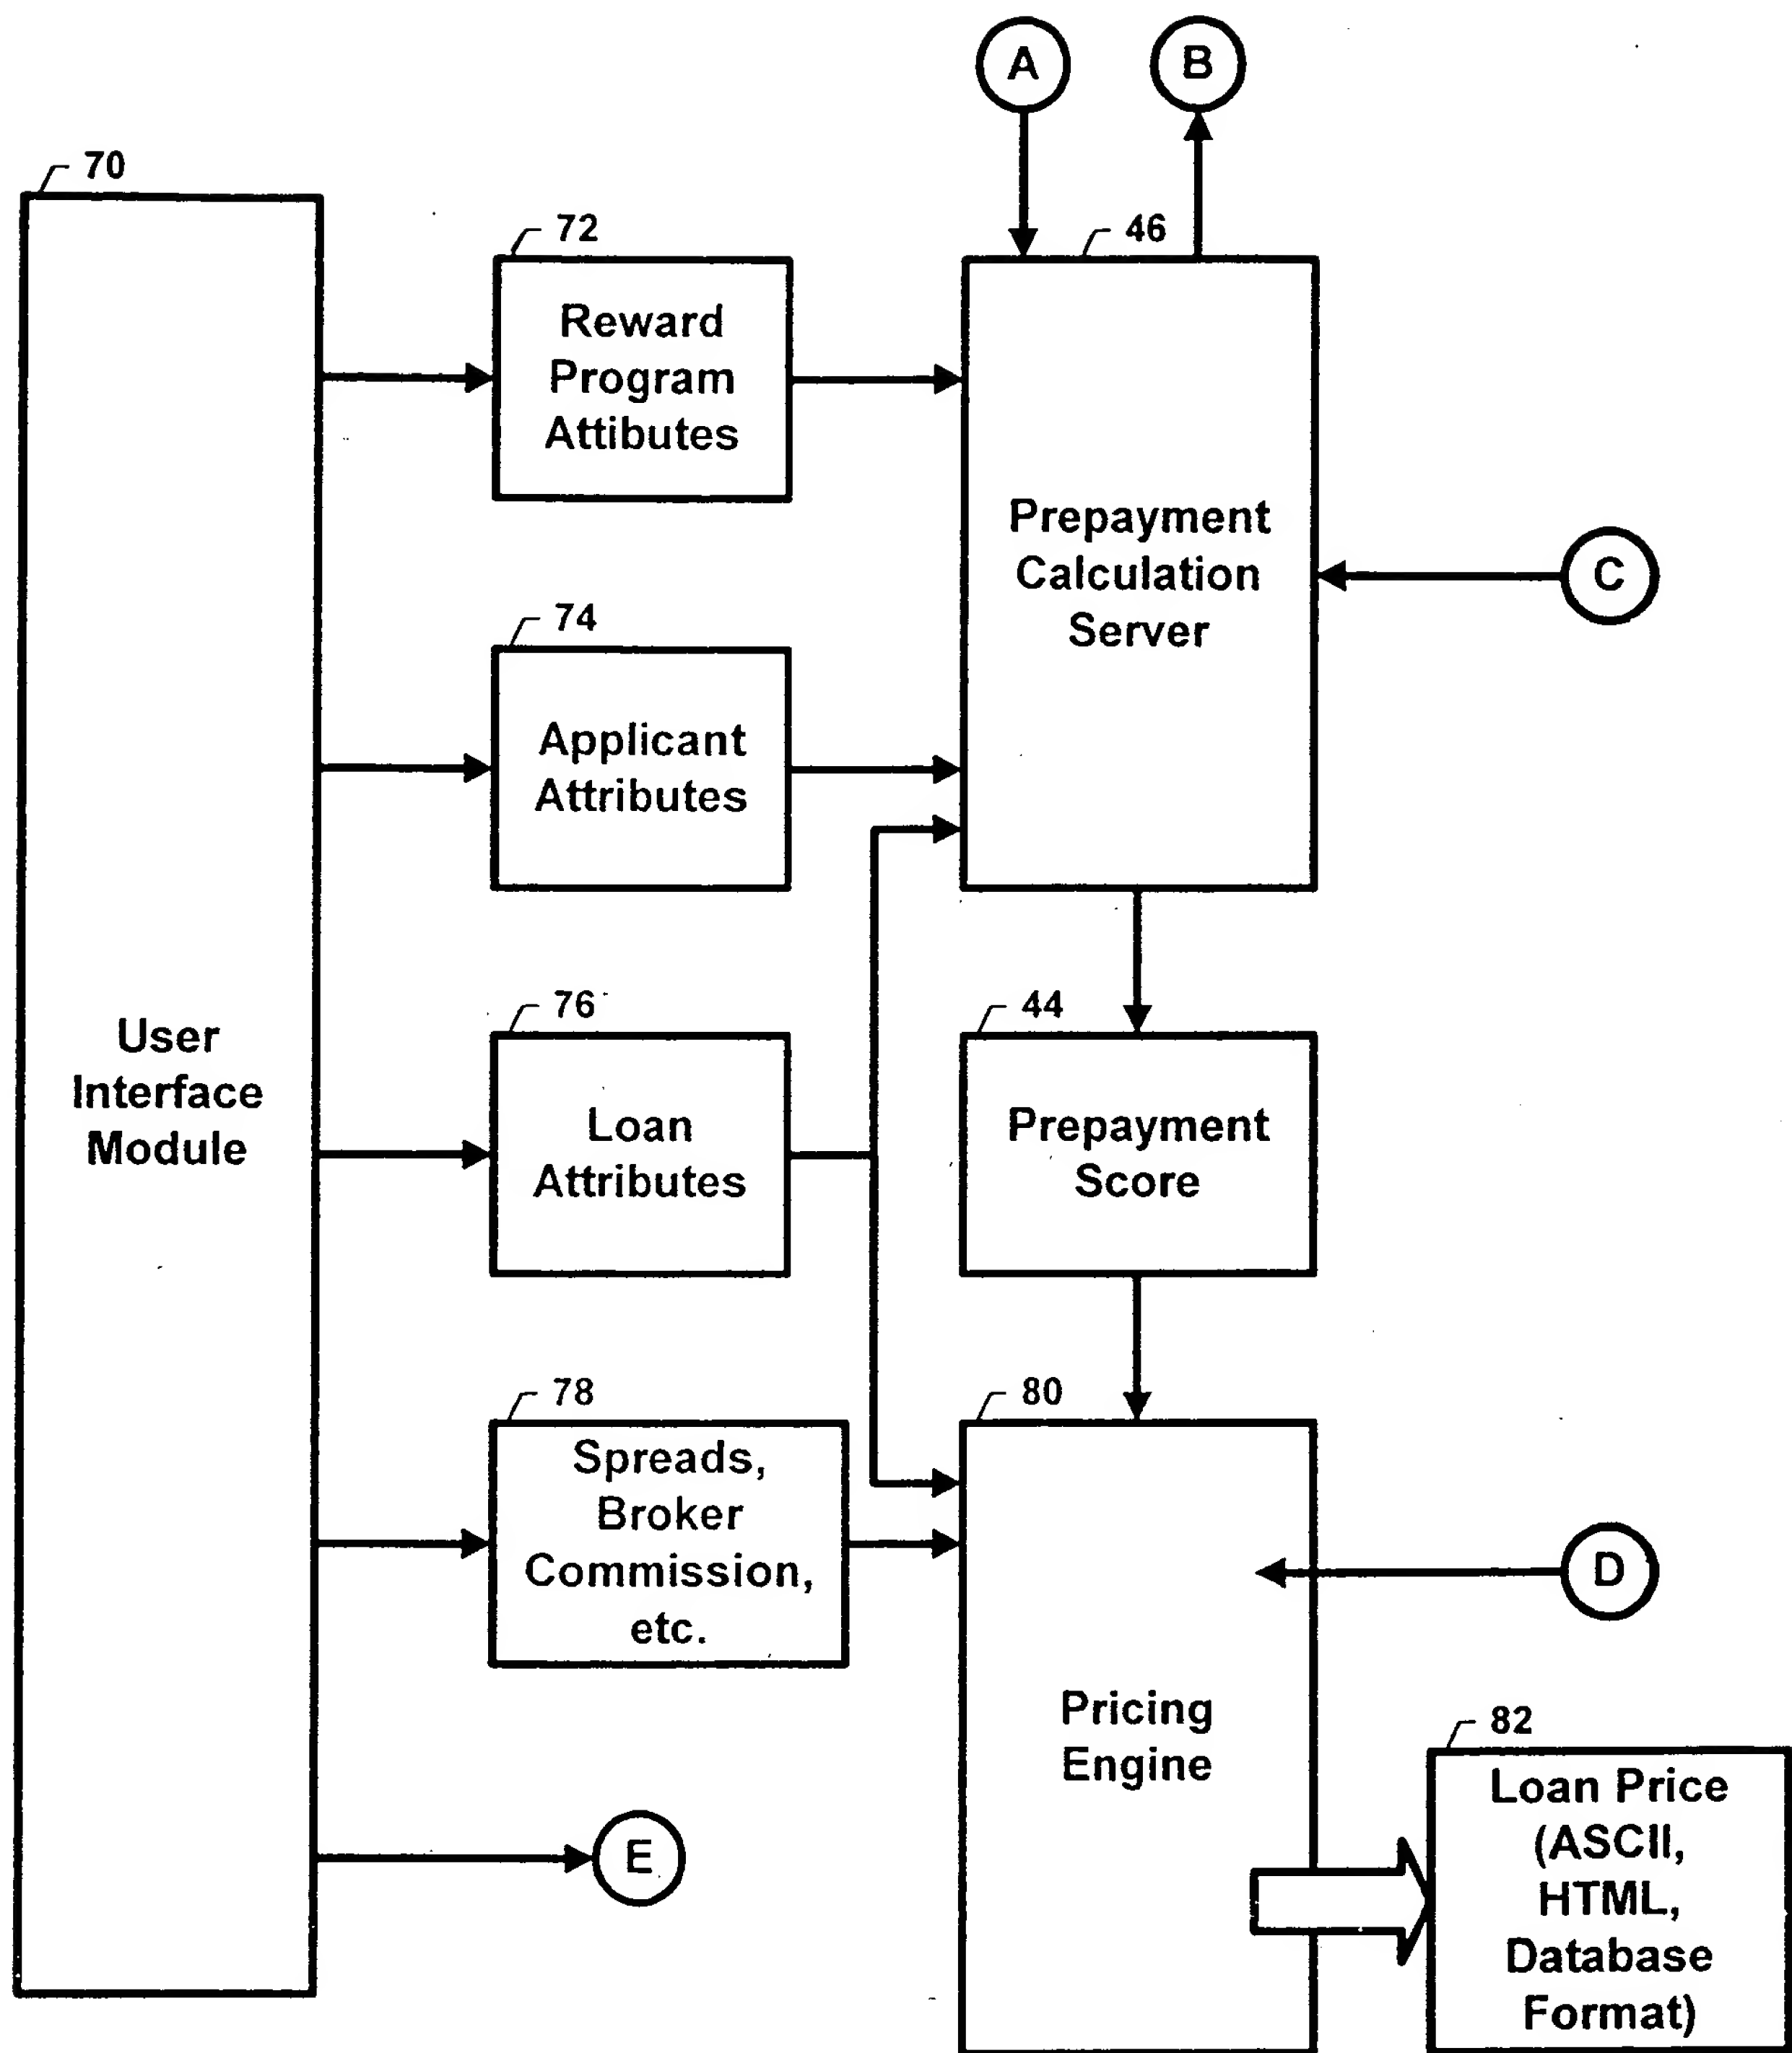 A
B
70
72
46
Reward
Program
Attibutes
Prepayment
Calculation
Server
C
74
Applicant
Attributes
User
Interface
Module
76
Loan
Attributes
44
Prepayment
Score
78
Spreads,
Broker
Commission,
etc.
80
Pricing
Engine
D
82
Loan Price
(ASCII,
HTML,
Database
Format)
E